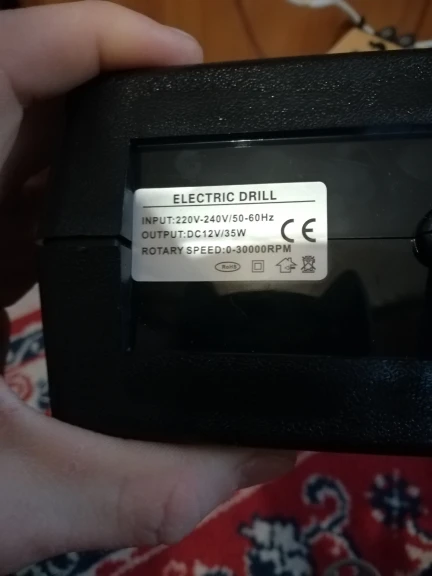 ELECTRIC DRILL
INPUT:220V-240V/50-60Hz
OUTPUT:DC12V/35W
CE
ROTARY SPEED:0-30000RPM
RoHS